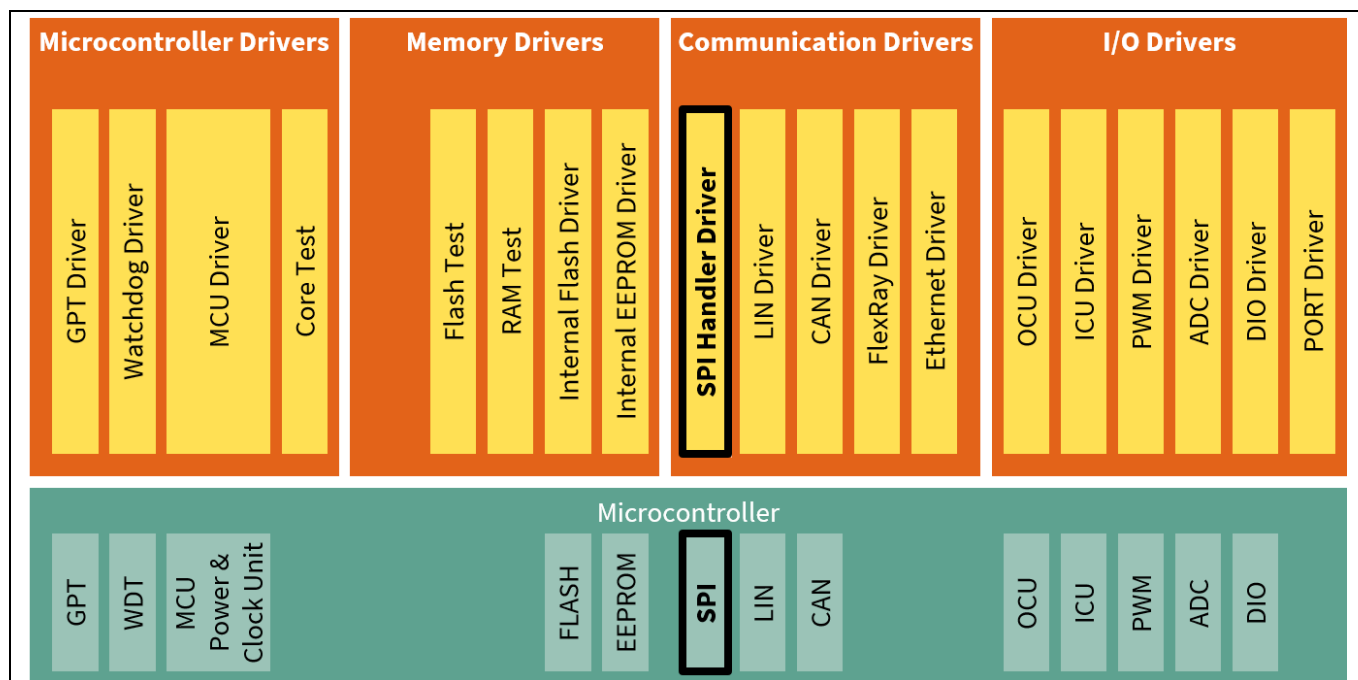 Microcontroller Drivers
Memory Drivers
Communication Drivers
I/O Drivers
GPT Driver
Watchdog Driver
MCU Driver
Core Test
Flash Test
RAM Test
Internal Flash Driver
Internal EEPROM Driver
SPI Handler Driver
LIN Driver
CAN Driver
FlexRay Driver
Ethernet Driver
OCU Driver
ICU Driver
PWM Driver
ADC Driver
DIO Driver
PORT Driver
Microcontroller
GPT
WDT
MCU
Power &
Clock Unit
FLASH
EEPROM
SPI
LIN
CAN
OCU
ICU
PWM
ADC
DIO